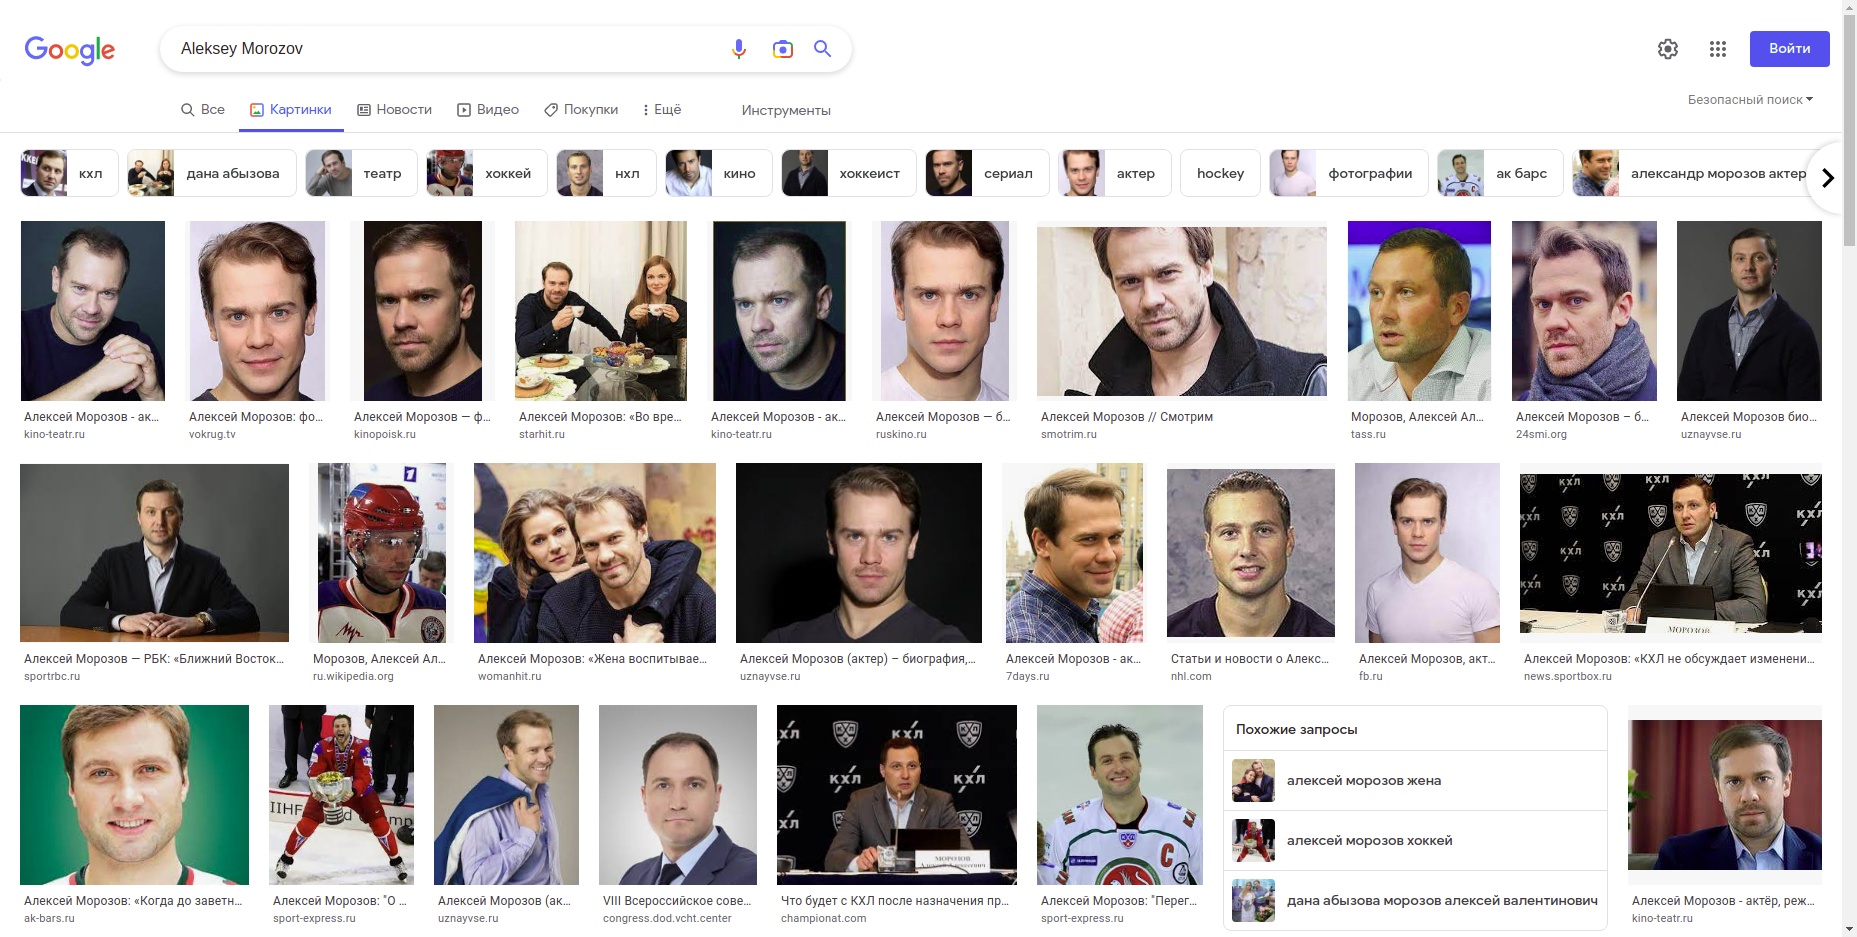 Google
Aleksey Morozov
Войти
Все
Картинки
Новости
Видео
Покупки
Ещё
Инструменты
Безопасный поиск
кхл
дана абызова
театр
хоккей
нхл
кино
хоккеист
сериал
актер
hockey
фотографии
ак барс
александр морозов актер
Алексей Морозов - ак...
kino-teatr.ru
Алексей Морозов: фо...
vokrug.tv
Алексей Морозов — ф...
kinopoisk.ru
Алексей Морозов: «Во вре...
starhit.ru
Алексей Морозов - ак...
kino-teatr.ru
Алексей Морозов — б...
ruskino.ru
Алексей Морозов // Смотрим
smotrim.ru
Морозов, Алексей Ал...
tass.ru
Алексей Морозов – б...
24smi.org
Алексей Морозов био...
uznayvse.ru
КХЛ
КХЛ
КХЛ
КХЛ
МОРОЗОВ
Алексей Морозов — РБК: «Ближний Восток...
sportrbc.ru
Морозов, Алексей Ал...
ru.wikipedia.org
Алексей Морозов: «Жена воспитывае...
womanhit.ru
Алексей Морозов (актер) – биография,...
uznayvse.ru
Алексей Морозов - ак...
7days.ru
Статьи и новости о Алекс...
nhl.com
Алексей Морозов, акт...
fb.ru
Алексей Морозов: «КХЛ не обсуждает изменени...
news.sportbox.ru
IIHF
КХЛ
КХЛ
МОРОЗОВ
C
Похожие запросы
алексей морозов жена
алексей морозов хоккей
дана абызова морозов алексей валентинович
Алексей Морозов: «Когда до заветн...
ak-bars.ru
Алексей Морозов: "О ...
sport-express.ru
Алексей Морозов (ак...
uznayvse.ru
VIII Всероссийское сове...
congress.dod.vcht.center
Что будет с КХЛ после назначения пр...
championat.com
Алексей Морозов: "Перег...
sport-express.ru
Алексей Морозов - актёр, реж...
kino-teatr.ru